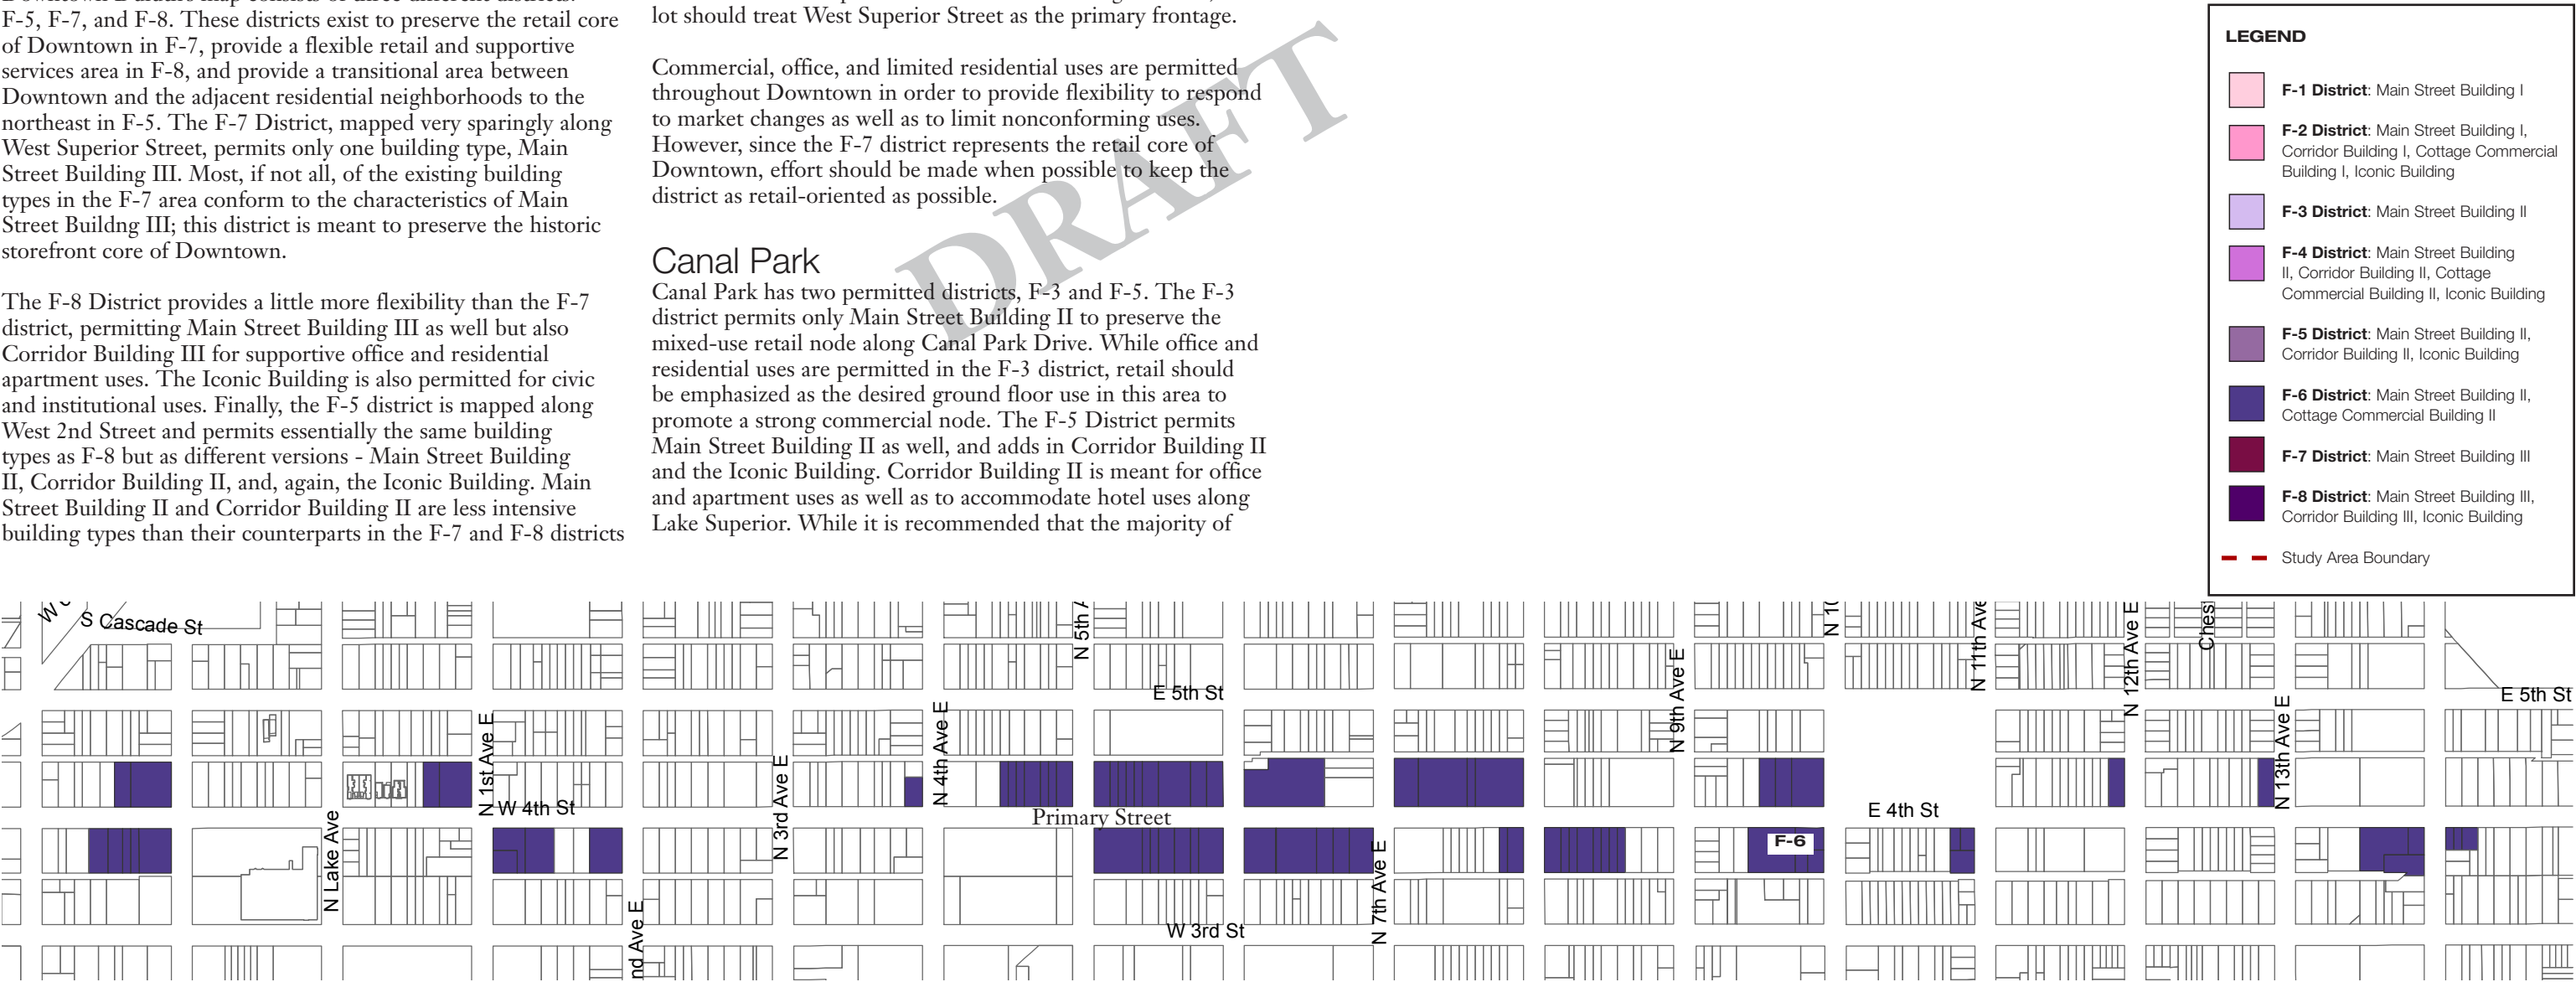 F-5, F-7, and F-8. These districts exist to preserve the retail core
of Downtown in F-7, provide a flexible retail and supportive
services area in F-8, and provide a transitional area between
Downtown and the adjacent residential neighborhoods to the
northeast in F-5. The F-7 District, mapped very sparingly along
West Superior Street, permits only one building type, Main
Street Building III. Most, if not all, of the existing building
types in the F-7 area conform to the characteristics of Main
Street Buildng III; this district is meant to preserve the historic
storefront core of Downtown.
The F-8 District provides a little more flexibility than the F-7
district, permitting Main Street Building III as well but also
Corridor Building III for supportive office and residential
apartment uses. The Iconic Building is also permitted for civic
and institutional uses. Finally, the F-5 district is mapped along
West 2nd Street and permits essentially the same building
types as F-8 but as different versions - Main Street Building
II, Corridor Building II, and, again, the Iconic Building. Main
Street Building II and Corridor Building II are less intensive
building types than their counterparts in the F-7 and F-8 districts
lot should treat West Superior Street as the primary frontage.
Commercial, office, and limited residential uses are permitted
throughout Downtown in order to provide flexibility to respond
to market changes as well as to limit nonconforming uses.
However, since the F-7 district represents the retail core of
Downtown, effort should be made when possible to keep the
district as retail-oriented as possible.
DRAFT
Canal Park
Canal Park has two permitted districts, F-3 and F-5. The F-3
district permits only Main Street Building II to preserve the
mixed-use retail node along Canal Park Drive. While office and
residential uses are permitted in the F-3 district, retail should
be emphasized as the desired ground floor use in this area to
promote a strong commercial node. The F-5 District permits
Main Street Building II as well, and adds in Corridor Building II
and the Iconic Building. Corridor Building II is meant for office
and apartment uses as well as to accommodate hotel uses along
Lake Superior. While it is recommended that the majority of
LEGEND
F-1 District: Main Street Building I
F-2 District: Main Street Building I,
Corridor Building I, Cottage Commercial
Building I, Iconic Building
F-3 District: Main Street Building II
F-4 District: Main Street Building
II, Corridor Building II, Cottage
Commercial Building II, Iconic Building
F-5 District: Main Street Building II,
Corridor Building II, Iconic Building
F-6 District: Main Street Building II,
Cottage Commercial Building II
F-7 District: Main Street Building III
F-8 District: Main Street Building III,
Corridor Building III, Iconic Building
Study Area Boundary
S Cascade St
N 5th
N 11th Ave
N 12th Ave E
Ches
E 5th St
N 9th Ave E
E 5th St
N 1st Ave E
N 4th Ave E
N 13th Ave E
N 3rd Ave E
W 4th St
Primary Street
E 4th St
N Lake Ave
F-6
N 7th Ave E
nd Ave E
W 3rd St